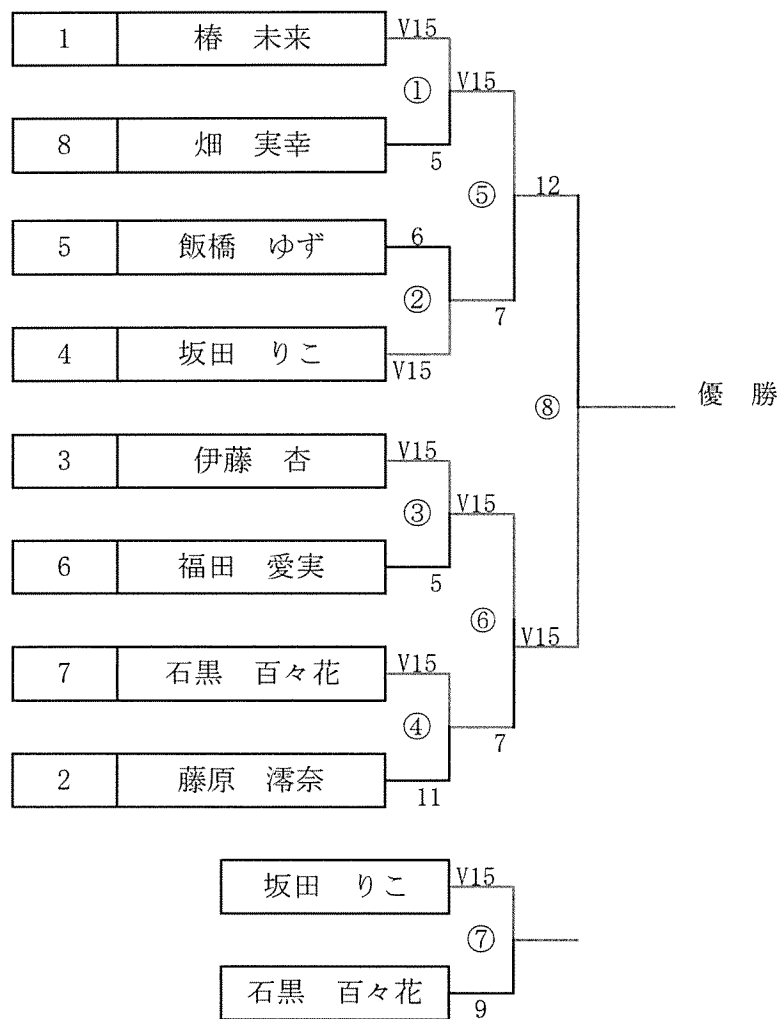 V15
1 椿 未来
① V15
8 畑 実幸
5
⑤ 12
5 飯橋 ゆず 6
②
7
4 坂田 りこ
V15
⑧ 優 勝
3 伊藤 杏 V15
③ V15
6 福田 愛実
5
⑥
V15
7 石黒 百々花 V15
④
7
2 藤原 澪奈
11
坂田 りこ V15
⑦
石黒 百々花
9